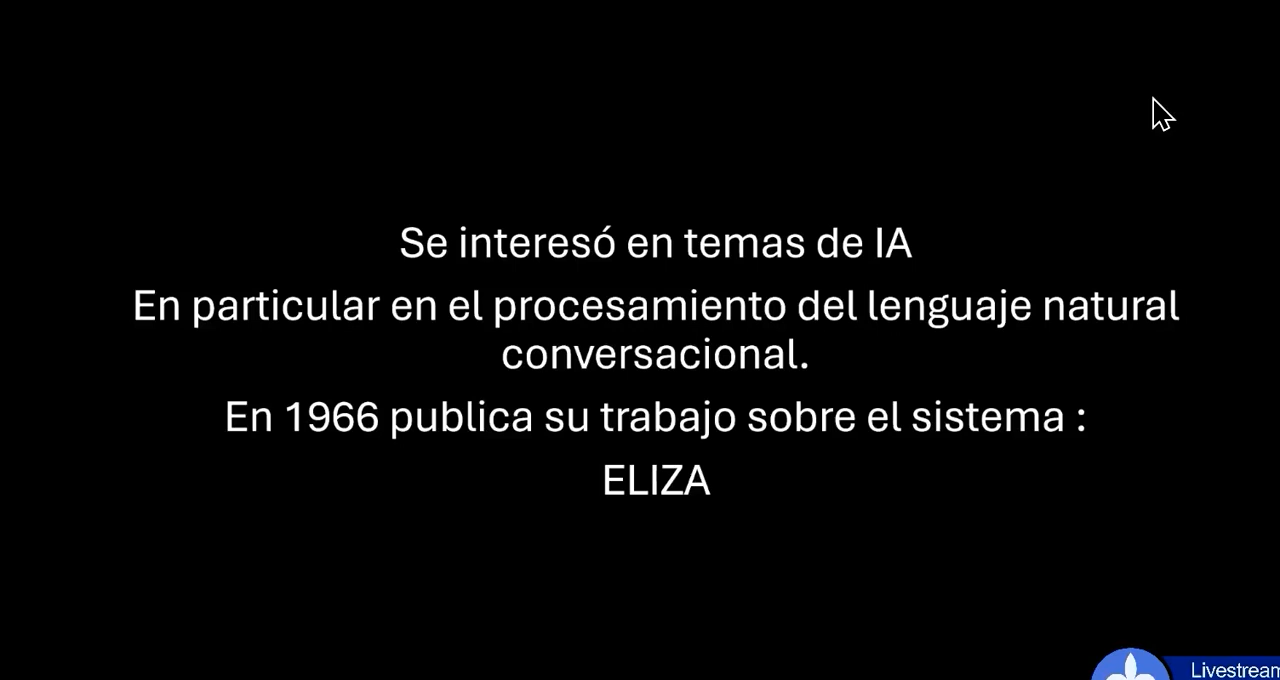 Se interesó en temas de IA
En particular en el procesamiento del lenguaje natural
conversacional.
En 1966 publica su trabajo sobre el sistema :
ELIZA